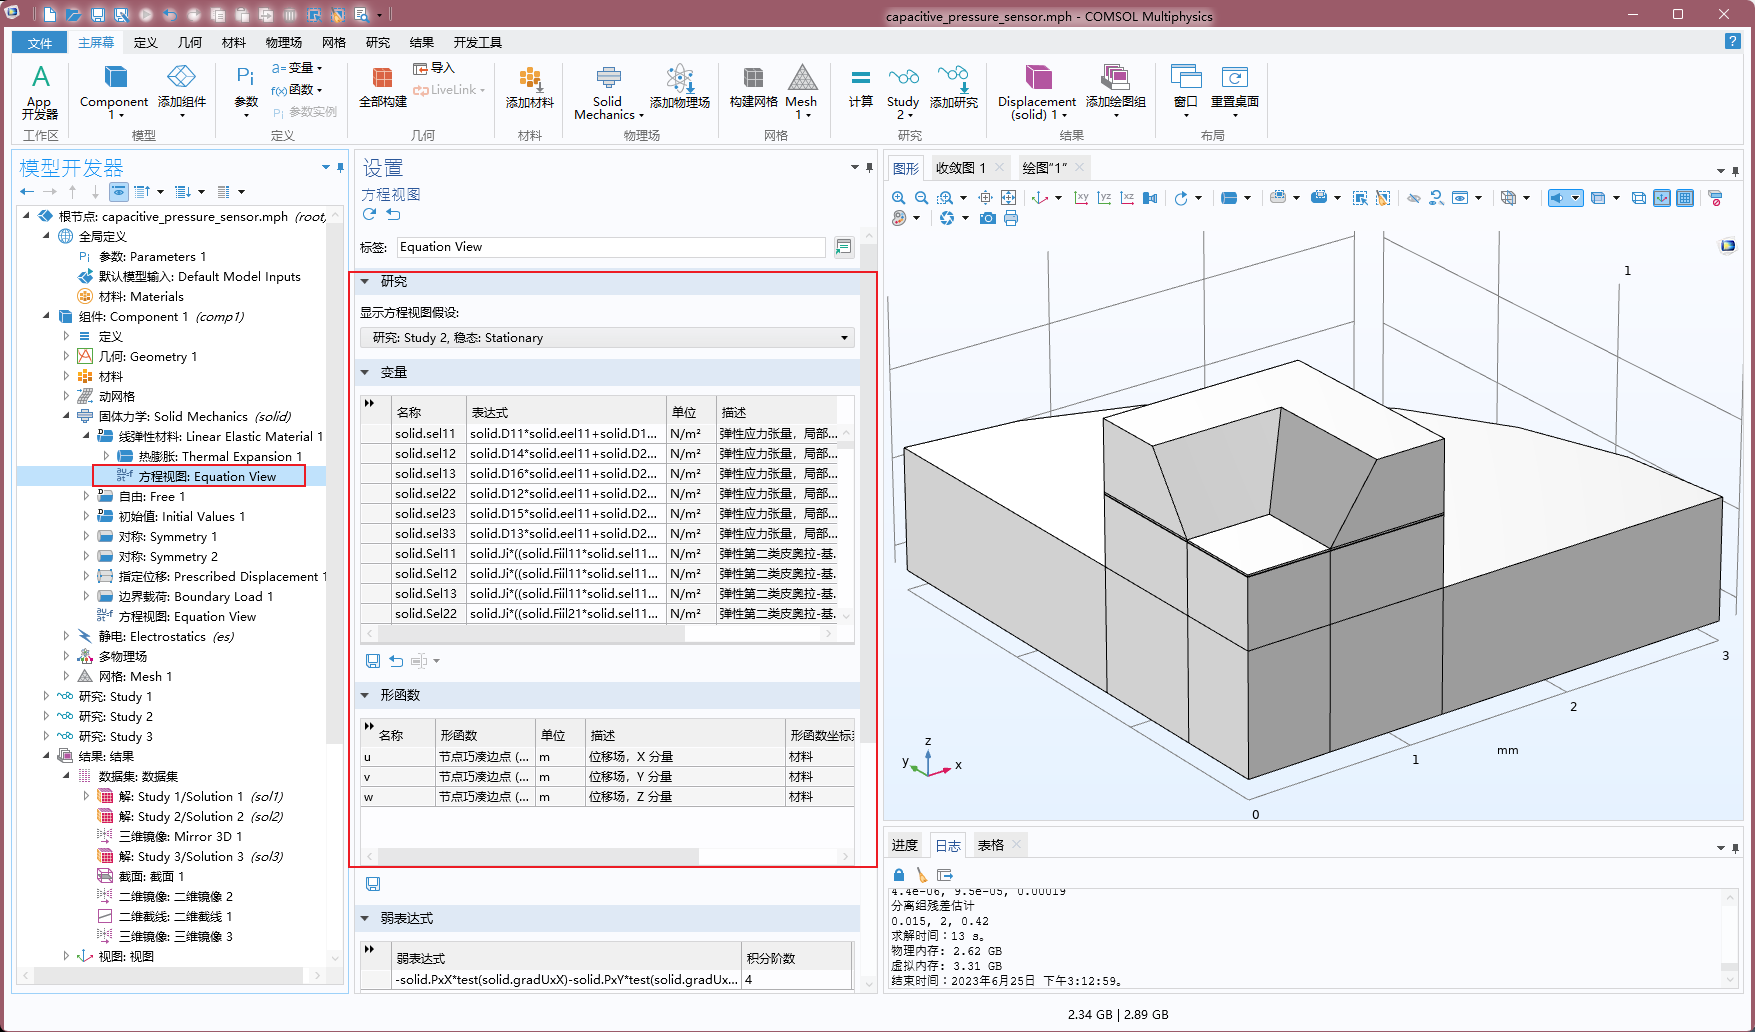 capacitive_pressure_sensor.mph - COMSOL Multiphysics
文件 主屏幕 定义 几何 材料 物理场 网格 研究 结果 开发工具
A Pi a= 变量 导入
App 开发器 Component 1 添加组件 参数 f(x) 函数 全部构建 LiveLink 添加材料 Solid Mechanics 添加物理场 构建网格 Mesh 1 计算 Study 2 添加研究 Displacement (solid) 1 添加绘图组 窗口 重置桌面
Pi 参数实例
工作区 模型 定义 几何 材料 物理场 网格 研究 结果 布局
模型开发器
根节点: capacitive_pressure_sensor.mph (root,
全局定义
Pi 参数: Parameters 1
默认模型输入: Default Model Inputs
材料: Materials
组件: Component 1 (comp1)
定义
几何: Geometry 1
材料
动网格
固体力学: Solid Mechanics (solid)
线弹性材料: Linear Elastic Material 1
热膨胀: Thermal Expansion 1
方程视图: Equation View
自由: Free 1
初始值: Initial Values 1
对称: Symmetry 1
对称: Symmetry 2
指定位移: Prescribed Displacement 1
边界载荷: Boundary Load 1
方程视图: Equation View
静电: Electrostatics (es)
多物理场
网格: Mesh 1
研究: Study 1
研究: Study 2
研究: Study 3
结果: 结果
数据集: 数据集
解: Study 1/Solution 1 (sol1)
解: Study 2/Solution 2 (sol2)
三维镜像: Mirror 3D 1
解: Study 3/Solution 3 (sol3)
截面: 截面 1
二维镜像: 二维镜像 2
二维截线: 二维截线 1
三维镜像: 三维镜像 3
视图: 视图
设置
方程视图
标签: Equation View
研究
显示方程视图假设:
研究: Study 2, 稳态: Stationary
变量
名称 表达式 单位 描述
solid.sel11 solid.D11*solid.eel11+solid.D1... N/m² 弹性应力张量，局部...
solid.sel12 solid.D14*solid.eel11+solid.D2... N/m² 弹性应力张量，局部...
solid.sel13 solid.D16*solid.eel11+solid.D2... N/m² 弹性应力张量，局部...
solid.sel22 solid.D12*solid.eel11+solid.D2... N/m² 弹性应力张量，局部...
solid.sel23 solid.D15*solid.eel11+solid.D2... N/m² 弹性应力张量，局部...
solid.sel33 solid.D13*solid.eel11+solid.D2... N/m² 弹性应力张量，局部...
solid.Sel11 solid.Ji*((solid.Fiil11*solid.sel11... N/m² 弹性第二类皮奥拉-基.
solid.Sel12 solid.Ji*((solid.Fiil11*solid.sel11... N/m² 弹性第二类皮奥拉-基.
solid.Sel13 solid.Ji*((solid.Fiil11*solid.sel11... N/m² 弹性第二类皮奥拉-基.
solid.Sel22 solid.Ji*((solid.Fiil21*solid.sel11... N/m² 弹性第二类皮奥拉-基.
形函数
名称 形函数 单位 描述 形函数坐标
u 节点巧凑边点 (... m 位移场，X 分量 材料
v 节点巧凑边点 (... m 位移场，Y 分量 材料
w 节点巧凑边点 (... m 位移场，Z 分量 材料
弱表达式
弱表达式 积分阶数
-solid.PxX*test(solid.gradUxX)-solid.PxY*test(solid.gradUx... 4
图形 收敛图 1 绘图"1"
xy yz xz
1
3
2
mm
1
0
z
y
x
进度 日志 表格
4.4e-06, 9.5e-05, 0.00019
分离组残差估计
0.015, 2, 0.42
求解时间：13 s。
物理内存: 2.62 GB
虚拟内存: 3.31 GB
结束时间：2023年6月25日 下午3:12:59。
2.34 GB | 2.89 GB